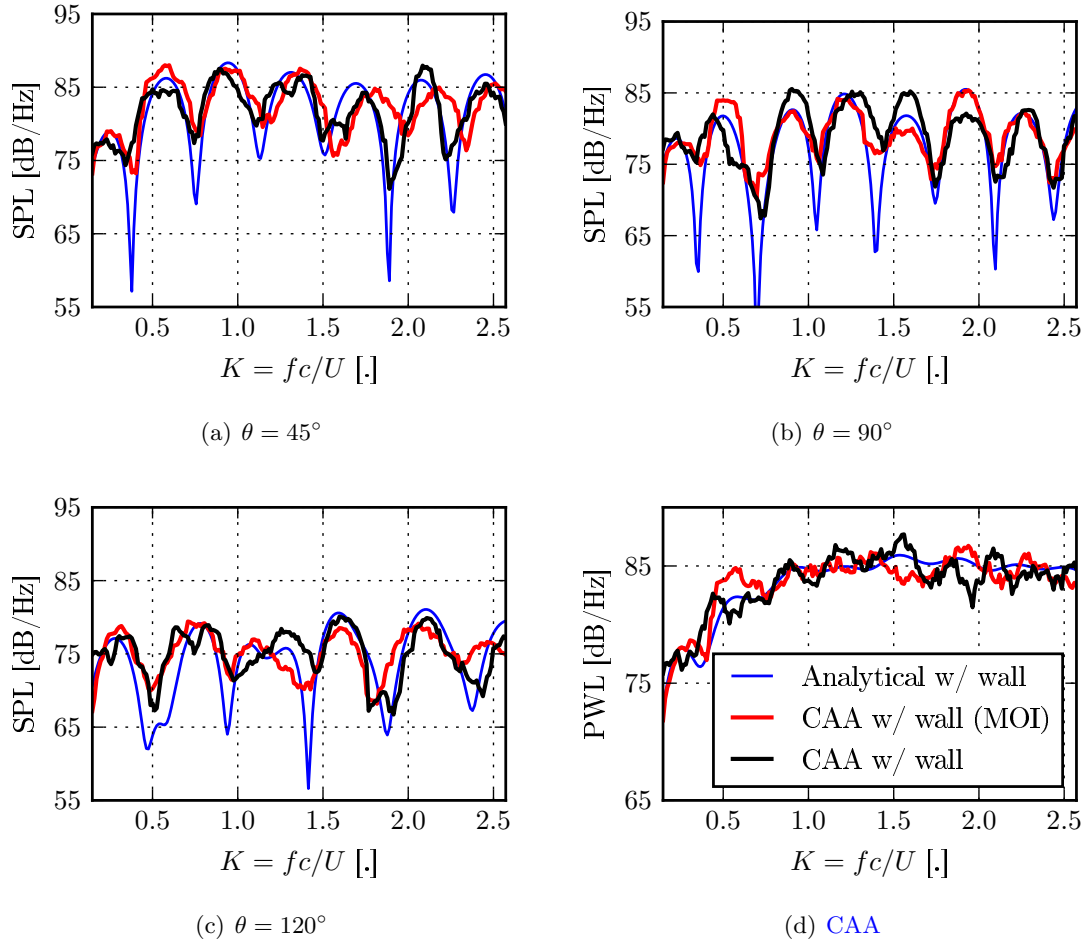 95
85
75
65
55
SPL [dB/Hz]
0.5 1.0 1.5 2.0 2.5
K = fc/U [.]
(a) θ = 45°
95
85
75
65
55
SPL [dB/Hz]
0.5 1.0 1.5 2.0 2.5
K = fc/U [.]
(b) θ = 90°
95
85
75
65
55
SPL [dB/Hz]
0.5 1.0 1.5 2.0 2.5
K = fc/U [.]
(c) θ = 120°
85
75
65
PWL [dB/Hz]
Analytical w/ wall
CAA w/ wall (MOI)
CAA w/ wall
0.5 1.0 1.5 2.0 2.5
K = fc/U [.]
(d) CAA